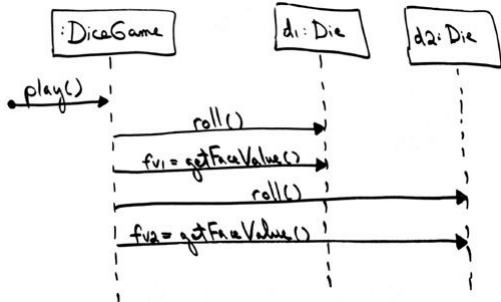 :DiceGame
d1:Die
d2:Die
play()
roll()
fv1=getFaceValue()
roll()
fv2=getFaceValue()